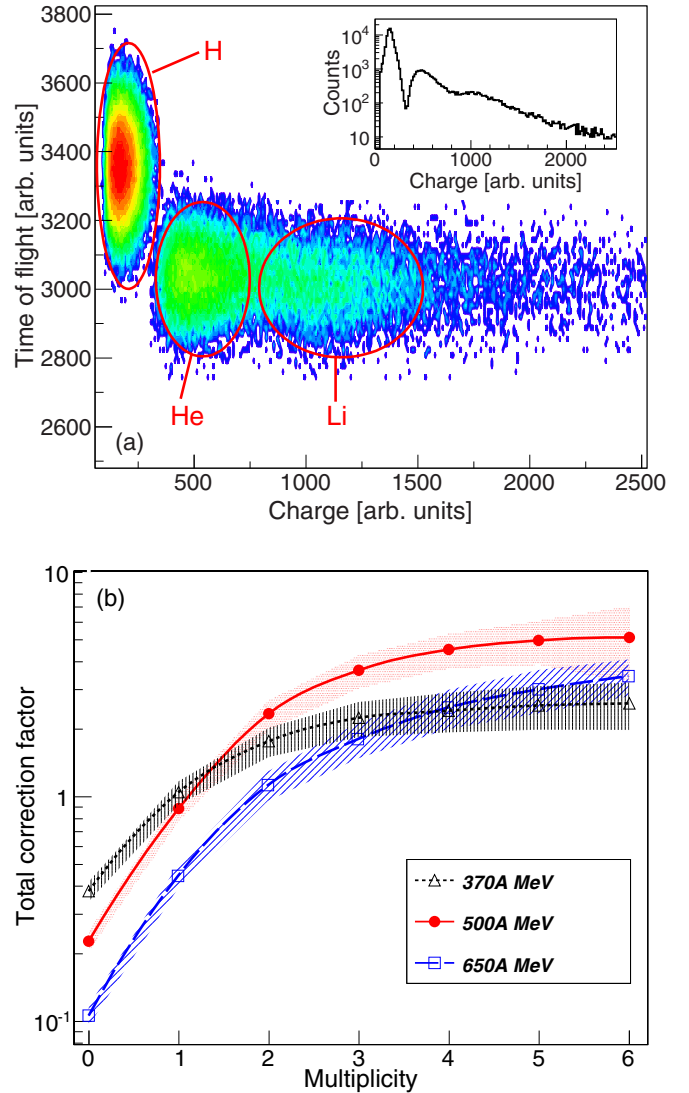 3800
3600
3400
3200
3000
2800
2600
Time of flight [arb. units]
H
He
Li
(a)
10⁴
10³
10²
10
Counts
0 1000 2000
Charge [arb. units]
500 1000 1500 2000 2500
Charge [arb. units]
10
1
10⁻¹
Total correction factor
(b)
370A MeV
500A MeV
650A MeV
0 1 2 3 4 5 6
Multiplicity